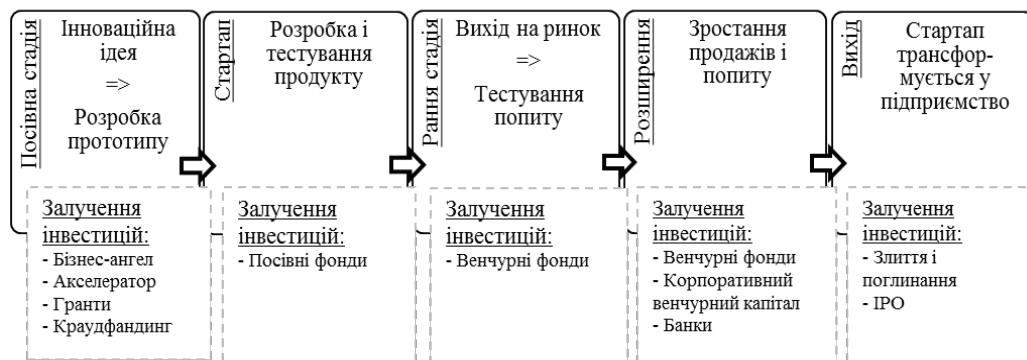 Посівна стадія
Інноваційна
ідея
=>
Розробка
прототипу
Залучення
інвестицій:
- Бізнес-ангел
- Акселератор
- Гранти
- Краудфандинг
Стартап
Розробка і
тестування
продукту
Залучення
інвестицій:
- Посівні фонди
Рання стадія
Вихід на ринок
=>
Тестування
попиту
Залучення
інвестицій:
- Венчурні фонди
Розширення
Зростання
продажів і
попиту
Залучення
інвестицій:
- Венчурні фонди
- Корпоративний
венчурний капітал
- Банки
Вихід
Стартап
трансфор-
мується у
підприємство
Залучення
інвестицій:
- Злиття і
поглинання
- IPO